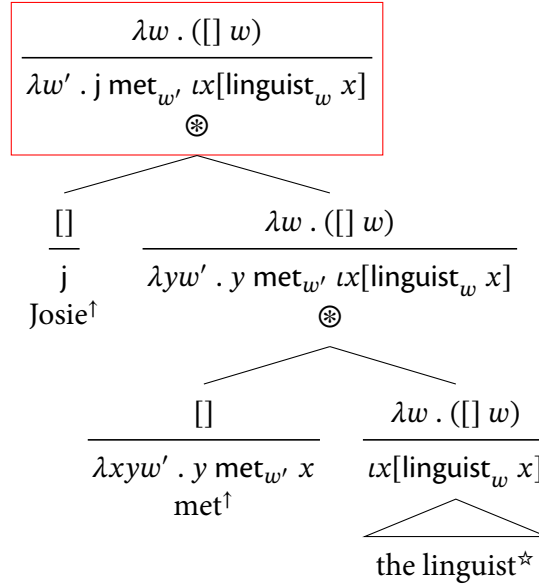 λw . ([] w)
λw′ . j met_w′ ιx[linguist_w x]
⊛
[]
j
Josie↑
λw . ([] w)
λyw′ . y met_w′ ιx[linguist_w x]
⊛
[]
λxyw′ . y met_w′ x
met↑
λw . ([] w)
ιx[linguist_w x]
the linguist☆